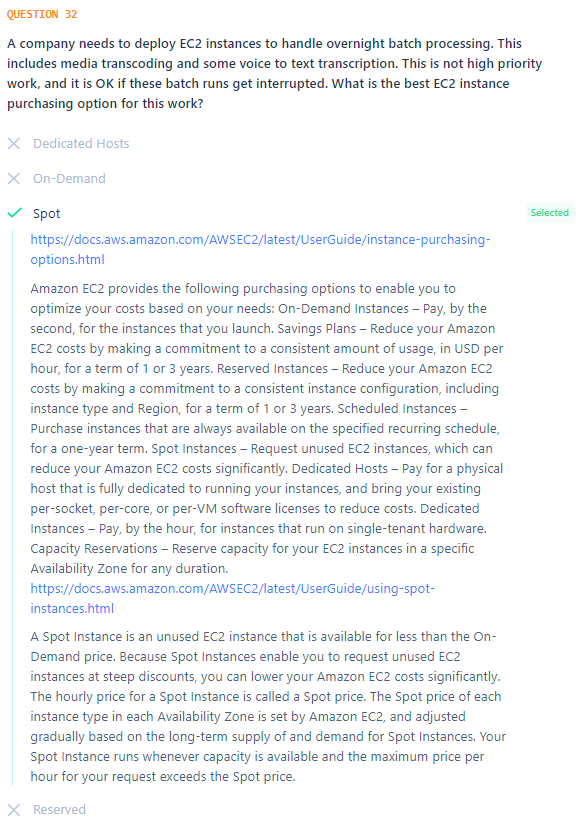 QUESTION 32
A company needs to deploy EC2 instances to handle overnight batch processing. This
includes media transcoding and some voice to text transcription. This is not high priority
work, and it is OK if these batch runs get interrupted. What is the best EC2 instance
purchasing option for this work?
Dedicated Hosts
On-Demand
Spot
Selected
https://docs.aws.amazon.com/AWSEC2/latest/UserGuide/instance-purchasing-
options.html
Amazon EC2 provides the following purchasing options to enable you to
optimize your costs based on your needs: On-Demand Instances – Pay, by the
second, for the instances that you launch. Savings Plans – Reduce your Amazon
EC2 costs by making a commitment to a consistent amount of usage, in USD per
hour, for a term of 1 or 3 years. Reserved Instances – Reduce your Amazon EC2
costs by making a commitment to a consistent instance configuration, including
instance type and Region, for a term of 1 or 3 years. Scheduled Instances –
Purchase instances that are always available on the specified recurring schedule,
for a one-year term. Spot Instances – Request unused EC2 instances, which can
reduce your Amazon EC2 costs significantly. Dedicated Hosts – Pay for a physical
host that is fully dedicated to running your instances, and bring your existing
per-socket, per-core, or per-VM software licenses to reduce costs. Dedicated
Instances – Pay, by the hour, for instances that run on single-tenant hardware.
Capacity Reservations – Reserve capacity for your EC2 instances in a specific
Availability Zone for any duration.
https://docs.aws.amazon.com/AWSEC2/latest/UserGuide/using-spot-
instances.html
A Spot Instance is an unused EC2 instance that is available for less than the On-
Demand price. Because Spot Instances enable you to request unused EC2
instances at steep discounts, you can lower your Amazon EC2 costs significantly.
The hourly price for a Spot Instance is called a Spot price. The Spot price of each
instance type in each Availability Zone is set by Amazon EC2, and adjusted
gradually based on the long-term supply of and demand for Spot Instances. Your
Spot Instance runs whenever capacity is available and the maximum price per
hour for your request exceeds the Spot price.
Reserved